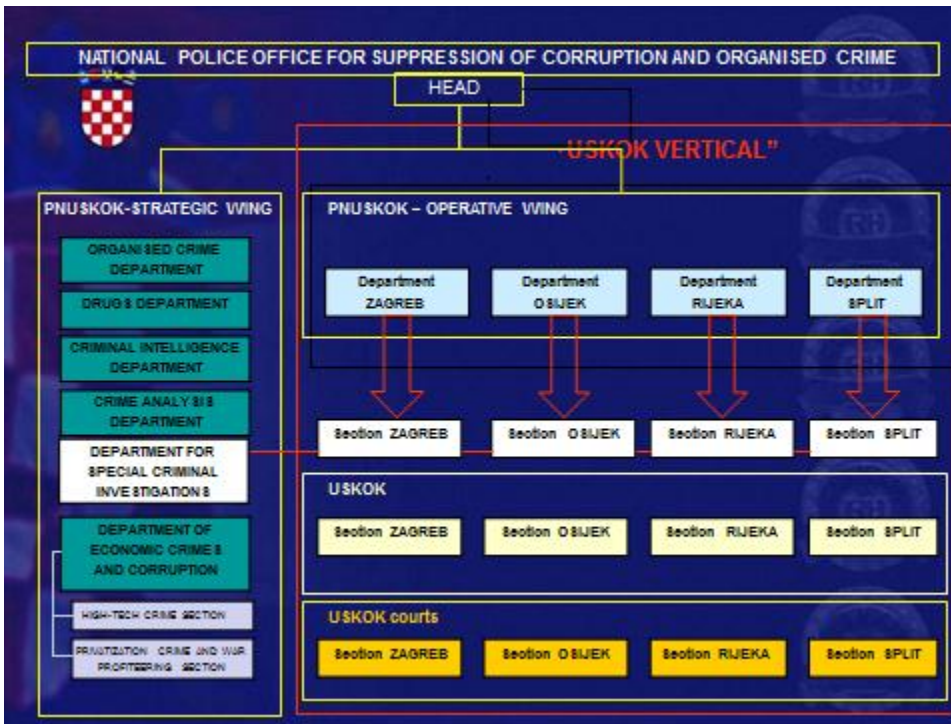 NATIONAL POLICE OFFICE FOR SUPPRESSION OF CORRUPTION AND ORGANISED CRIME
HEAD
"USKOK VERTICAL"
PNUSKOK-STRATEGIC WING
ORGANISED CRIME
DEPARTMENT
DRUGS DEPARTMENT
CRIMINAL INTELLIGENCE
DEPARTMENT
CRIME ANALYSIS
DEPARTMENT
DEPARTMENT FOR
SPECIAL CRIMINAL
INVESTIGATIONS
DEPARTMENT OF
ECONOMIC CRIMES
AND CORRUPTION
HIGH-TECH CRIME SECTION
PRIVATIZATION CRIME AND WAR
PROFITEERING SECTION
PNUSKOK – OPERATIVE WING
Department
ZAGREB
Department
OSIJEK
Department
RIJEKA
Department
SPLIT
Section ZAGREB
Section OSIJEK
Section RIJEKA
Section SPLIT
USKOK
Section ZAGREB
Section OSIJEK
Section RIJEKA
Section SPLIT
USKOK courts
Section ZAGREB
Section OSIJEK
Section RIJEKA
Section SPLIT
RH
RH